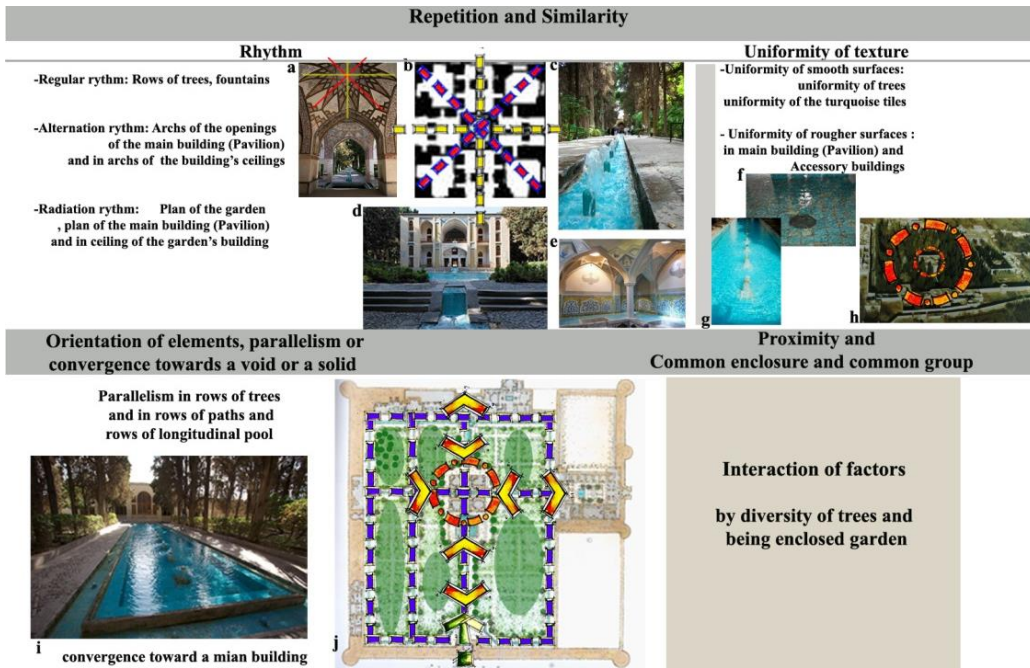 Repetition and Similarity
Rhythm
-Regular rythm: Rows of trees, fountains
-Alternation rythm: Archs of the openings
of the main building (Pavilion)
and in archs of the building's ceilings
-Radiation rythm: Plan of the garden
, plan of the main building (Pavilion)
and in ceiling of the garden's building
a
b
c
d
e
Uniformity of texture
-Uniformity of smooth surfaces:
uniformity of trees
uniformity of the turquoise tiles
- Uniformity of rougher surfaces :
in main building (Pavilion) and
Accessory buildings
f
g
h
Orientation of elements, parallelism or
convergence towards a void or a solid
Parallelism in rows of trees
and in rows of paths and
rows of longitudinal pool
i
convergence toward a mian building
j
Proximity and
Common enclosure and common group
Interaction of factors
by diversity of trees and
being enclosed garden